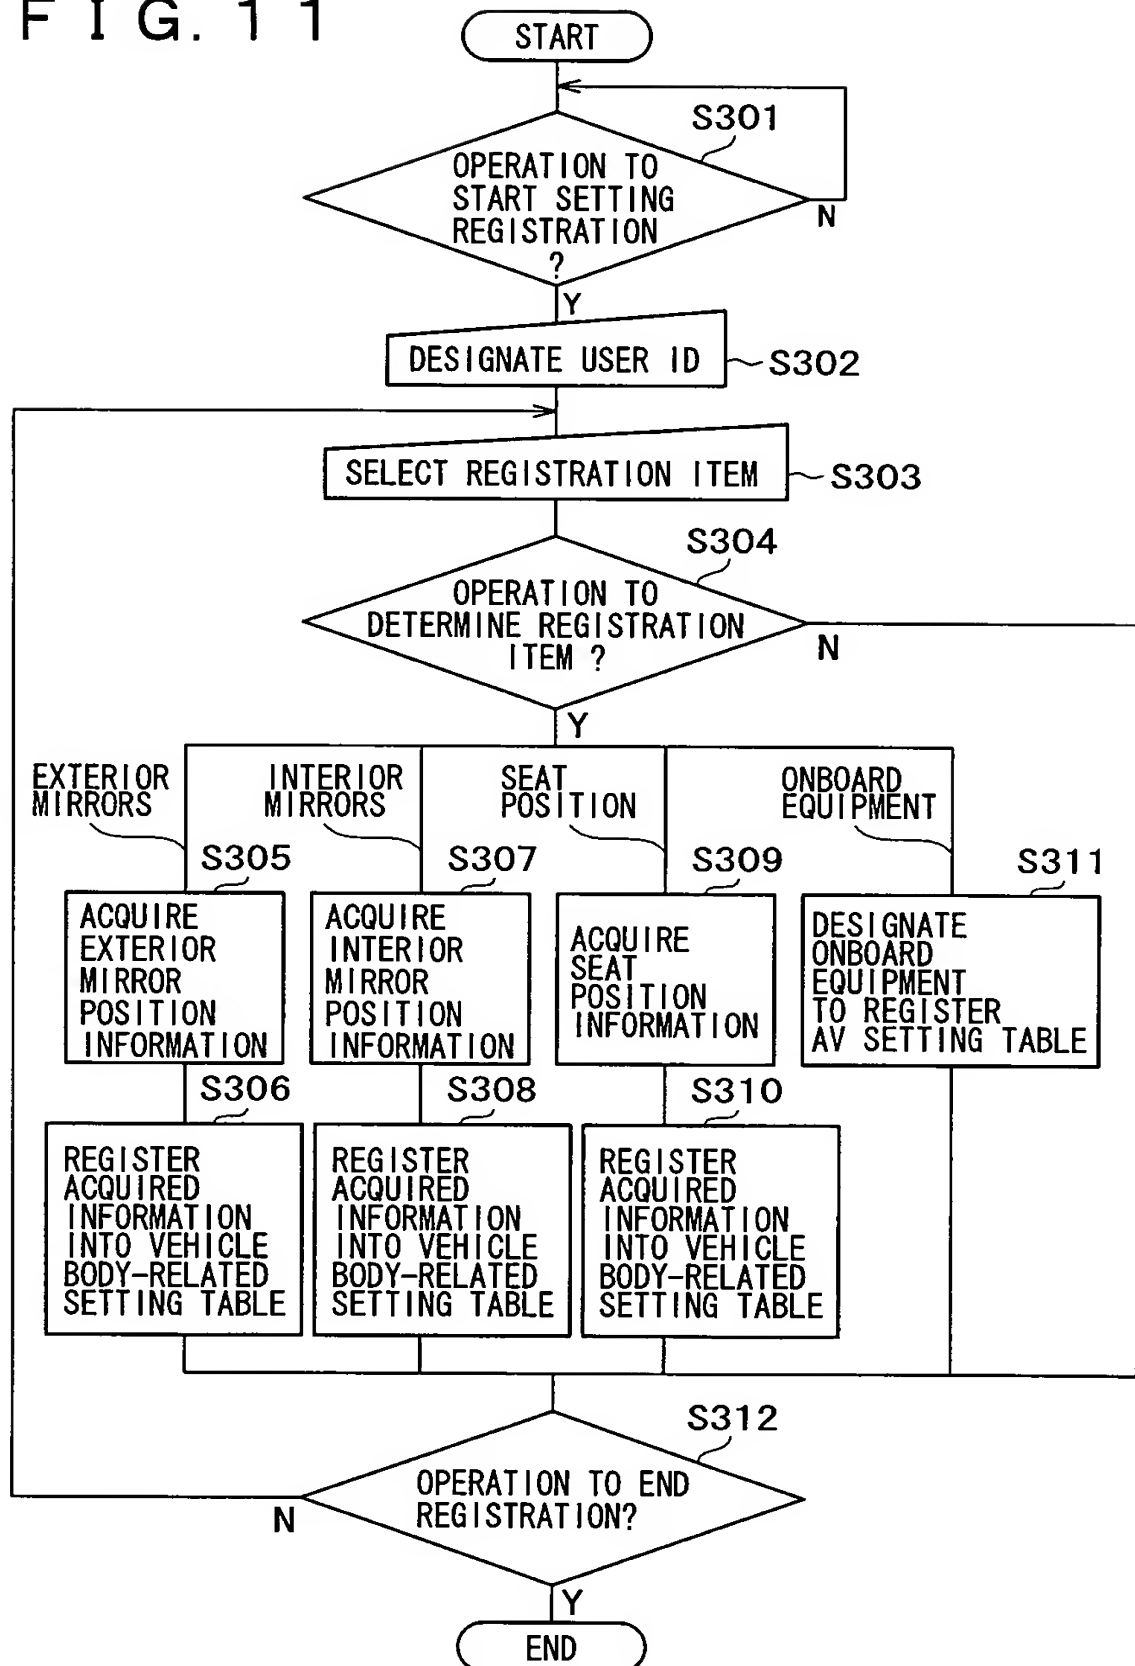 FIG. 11
START
S301
OPERATION TO
START SETTING
REGISTRATION
?
N
Y
DESIGNATE USER ID
S302
SELECT REGISTRATION ITEM
S303
S304
OPERATION TO
DETERMINE REGISTRATION
ITEM ?
N
Y
EXTERIOR
MIRRORS
INTERIOR
MIRRORS
SEAT
POSITION
ONBOARD
EQUIPMENT
S305
ACQUIRE
EXTERIOR
MIRROR
POSITION
INFORMATION
S307
ACQUIRE
INTERIOR
MIRROR
POSITION
INFORMATION
S309
ACQUIRE
SEAT
POSITION
INFORMATION
S311
DESIGNATE
ONBOARD
EQUIPMENT
TO REGISTER
AV SETTING TABLE
S306
REGISTER
ACQUIRED
INFORMATION
INTO VEHICLE
BODY-RELATED
SETTING TABLE
S308
REGISTER
ACQUIRED
INFORMATION
INTO VEHICLE
BODY-RELATED
SETTING TABLE
S310
REGISTER
ACQUIRED
INFORMATION
INTO VEHICLE
BODY-RELATED
SETTING TABLE
S312
OPERATION TO END
REGISTRATION?
N
Y
END